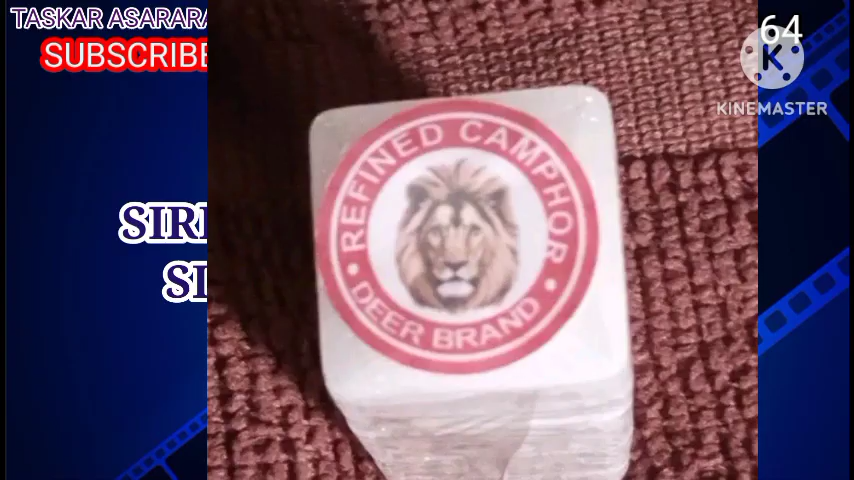 TASKAR ASARARA
SUBSCRIBE
64
K
KINEMASTER
REFINED CAMPHOR
• DEER BRAND •